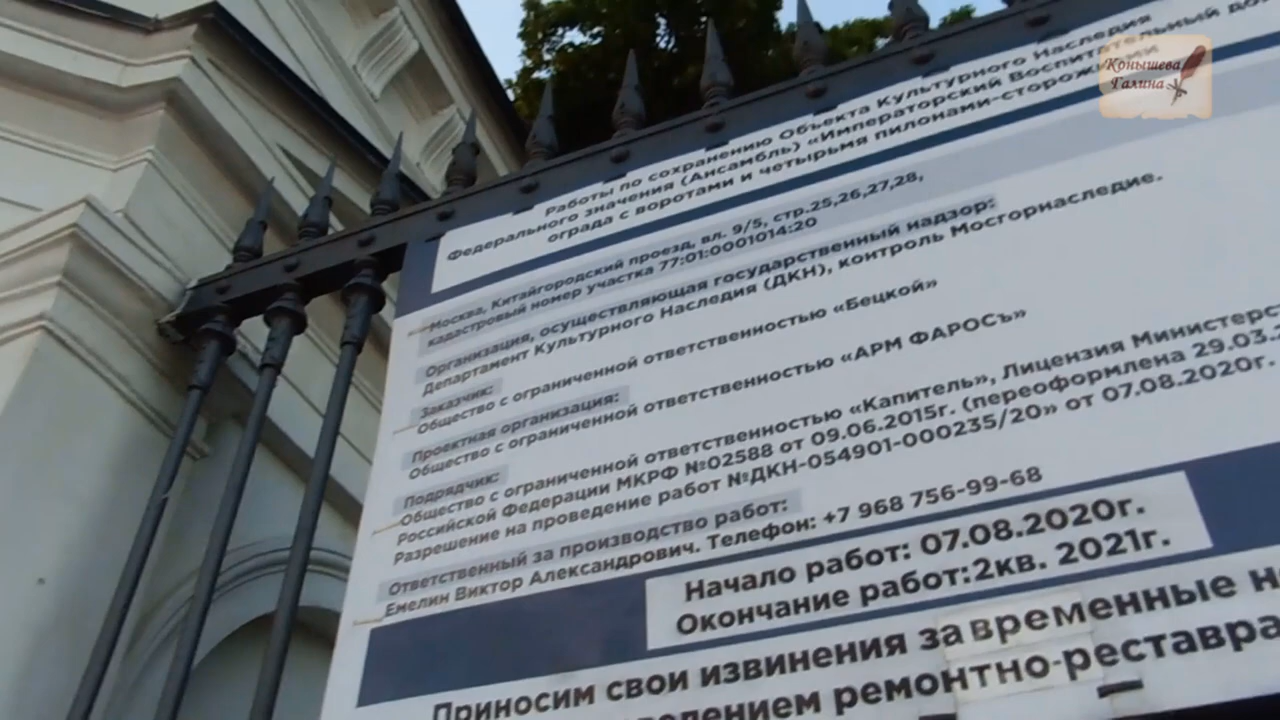 Конышева
Галина
Работы по сохранению Объекта Культурного Наследия
Федерального значения (Ансамбль) «Императорский Воспитательный
ограда с воротами и четырьмя пилонами-сторожками
Москва, Китайгородский проезд, вл. 9/5, стр.25,26,27,28,
кадастровый номер участка 77:01:0001014:20
Организация, осуществляющая государственный надзор:
Департамент Культурного Наследия (ДКН), контроль Мосгорнаследие.
Заказчик:
Общество с ограниченной ответственностью «Бецкой»
Проектная организация:
Общество с ограниченной ответственностью «АРМ ФАРОСЪ»
Подрядчик:
Общество с ограниченной ответственностью «Капитель», Лицензия Министерс
Российской Федерации МКРФ №02588 от 09.06.2015г. (переоформлена 29.03.
Разрешение на проведение работ №ДКН-054901-000235/20» от 07.08.2020г.
Ответственный за производство работ:
Емелин Виктор Александрович. Телефон: +7 968 756-99-68
Начало работ: 07.08.2020г.
Окончание работ:2кв. 2021г.
Приносим свои извинения за временные
ремонтно-реставра